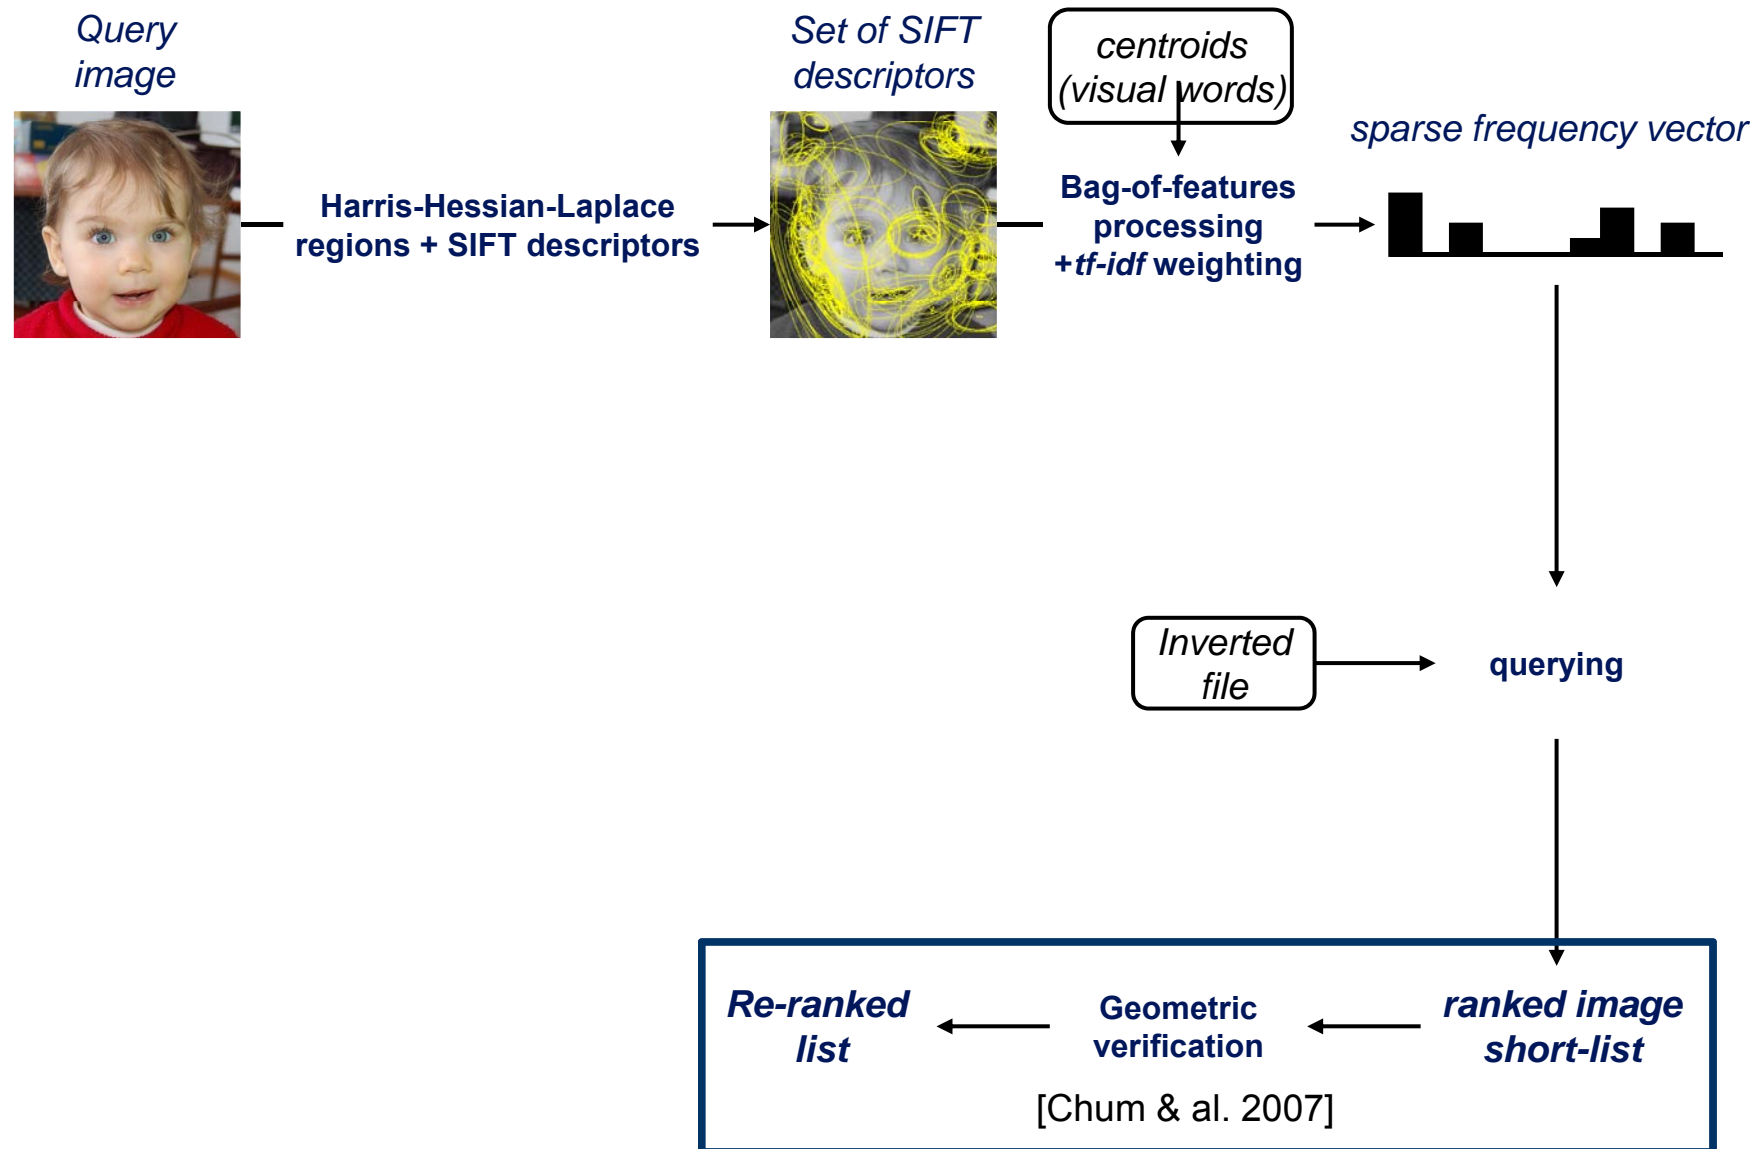 Query
image
Set of SIFT
descriptors
centroids
(visual words)
sparse frequency vector
Harris-Hessian-Laplace
regions + SIFT descriptors
Bag-of-features
processing
+tf-idf weighting
Inverted
file
querying
Re-ranked
list
Geometric
verification
ranked image
short-list
[Chum & al. 2007]